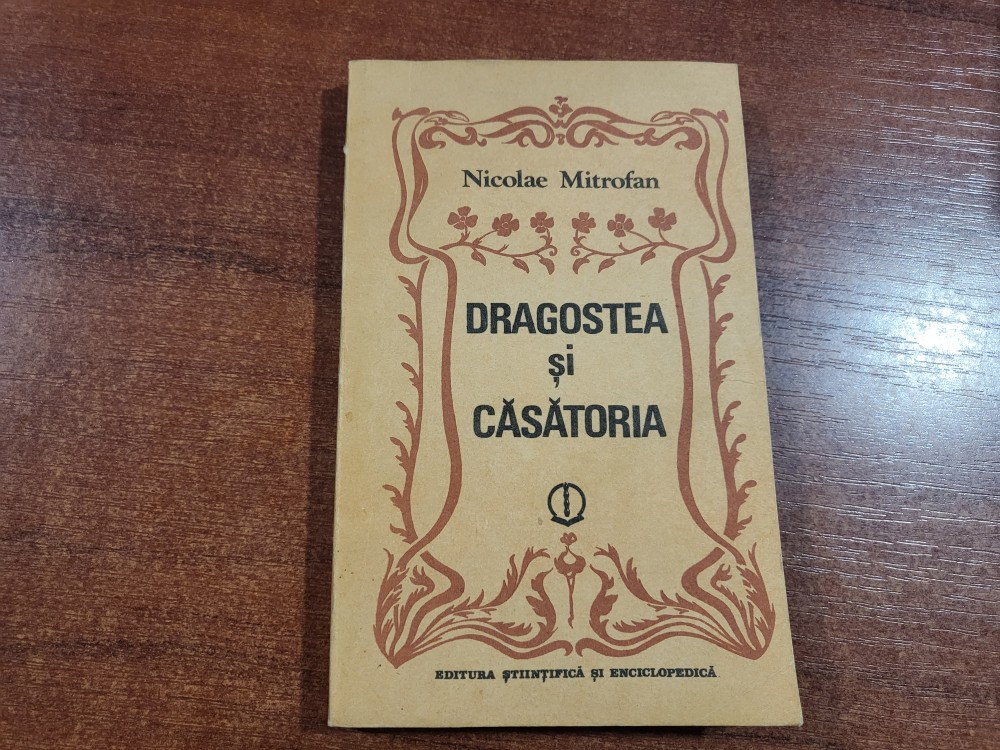 Nicolae Mitrofan
DRAGOSTEA
și
CĂSĂTORIA
EDITURA ȘTIINȚIFICĂ ȘI ENCICLOPEDICĂ